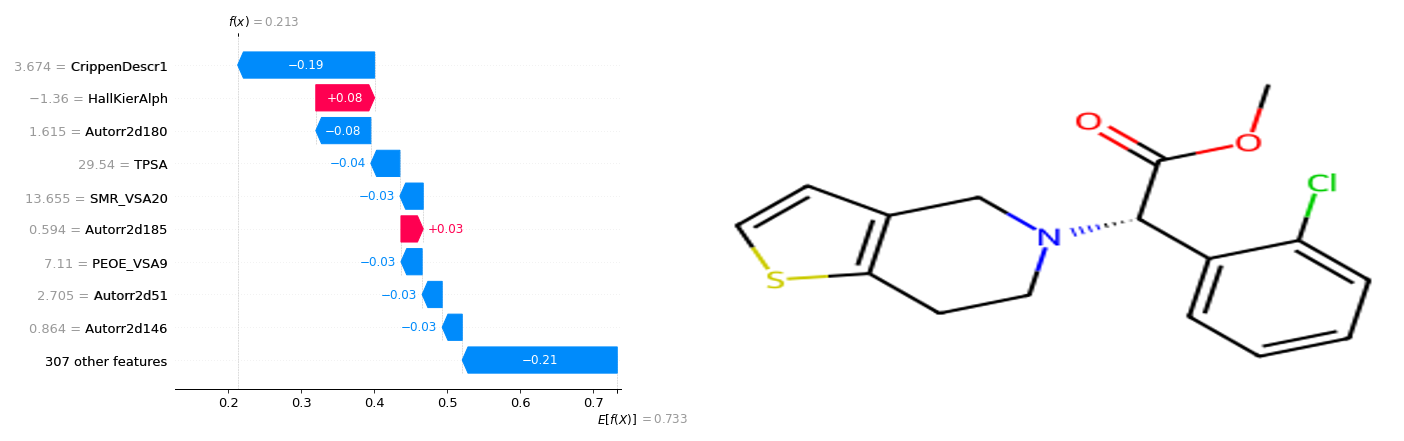 f(x) = 0.213
3.674 = CrippenDescr1
−0.19
−1.36 = HallKierAlph
+0.08
1.615 = Autorr2d180
−0.08
29.54 = TPSA
−0.04
13.655 = SMR_VSA20
−0.03
0.594 = Autorr2d185
+0.03
7.11 = PEOE_VSA9
−0.03
2.705 = Autorr2d51
−0.03
0.864 = Autorr2d146
−0.03
307 other features
−0.21
0.2 0.3 0.4 0.5 0.6 0.7
E[f(X)] = 0.733
O
O
Cl
N
S